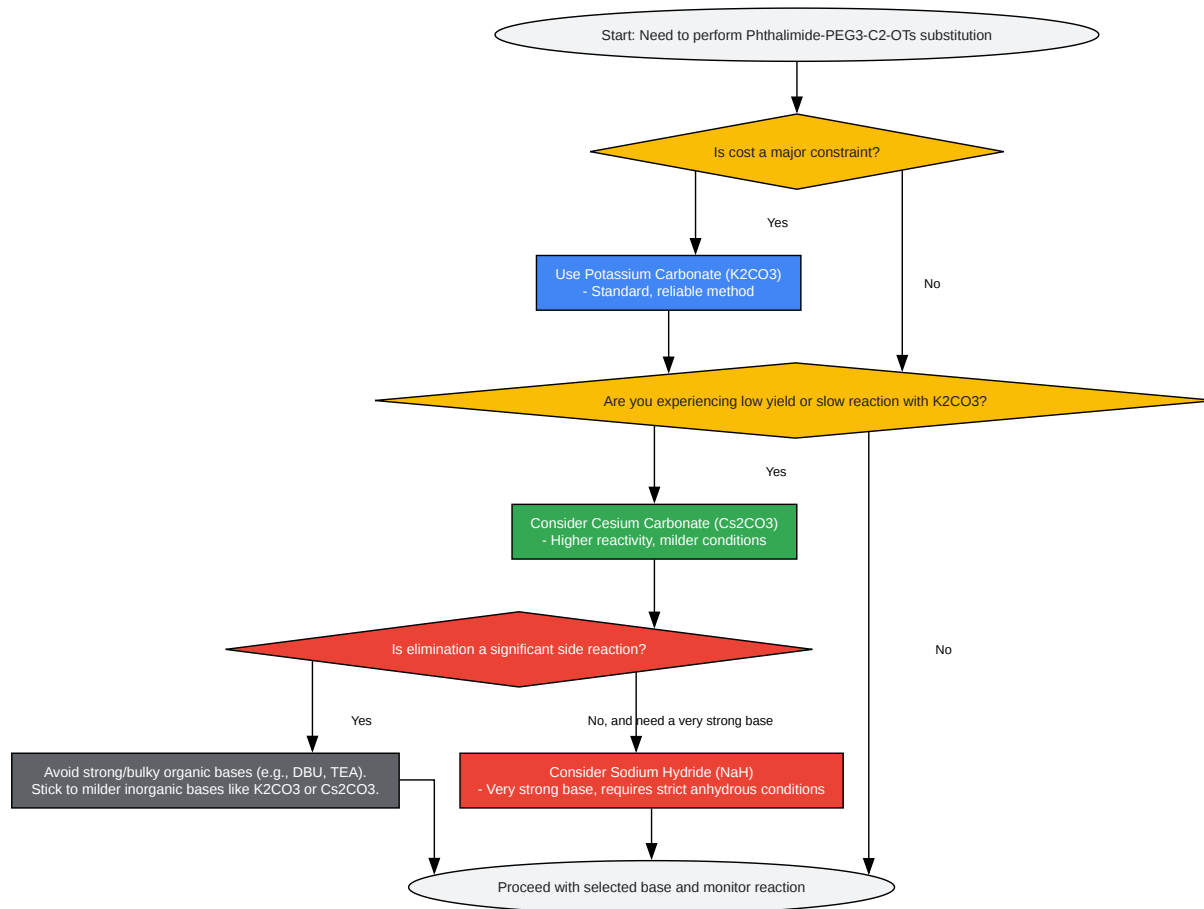 Start: Need to perform Phthalimide-PEG3-C2-OTs substitution
Is cost a major constraint?
Yes
Use Potassium Carbonate (K2CO3)
- Standard, reliable method
No
Are you experiencing low yield or slow reaction with K2CO3?
Yes
Consider Cesium Carbonate (Cs2CO3)
- Higher reactivity, milder conditions
Is elimination a significant side reaction?
No
Yes
No, and need a very strong base
Avoid strong/bulky organic bases (e.g., DBU, TEA).
Stick to milder inorganic bases like K2CO3 or Cs2CO3.
Consider Sodium Hydride (NaH)
- Very strong base, requires strict anhydrous conditions
Proceed with selected base and monitor reaction